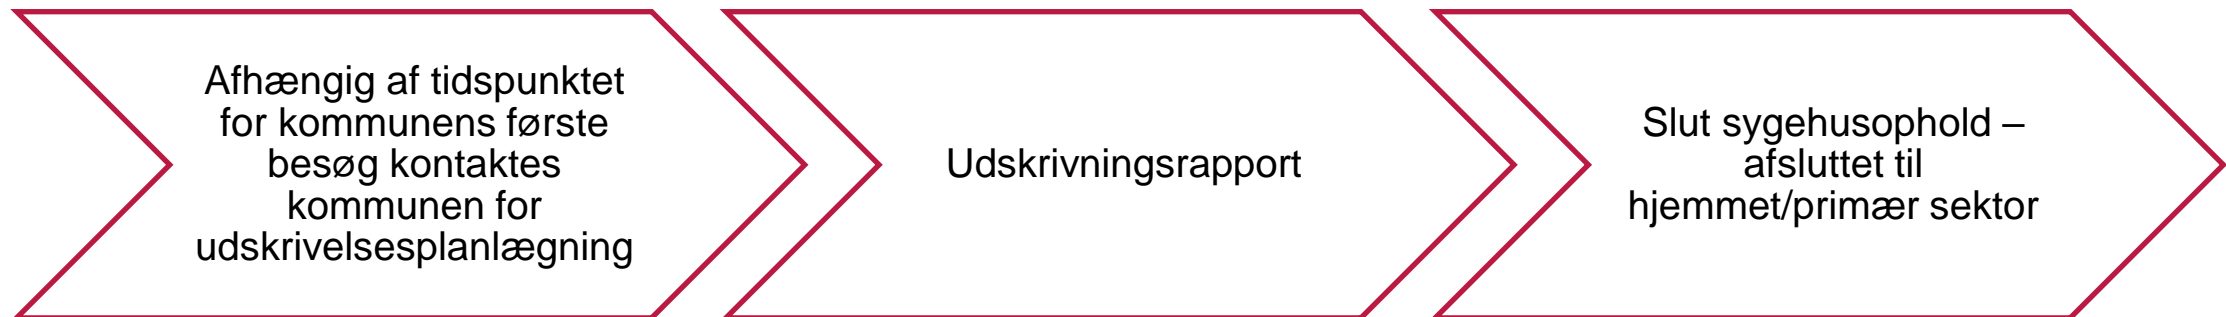 Afhængig af tidspunktet
for kommunens første
besøg kontaktes
kommunen for
udskrivelsesplanlægning
Udskrivningsrapport
Slut sygehusophold –
afsluttet til
hjemmet/primær sektor